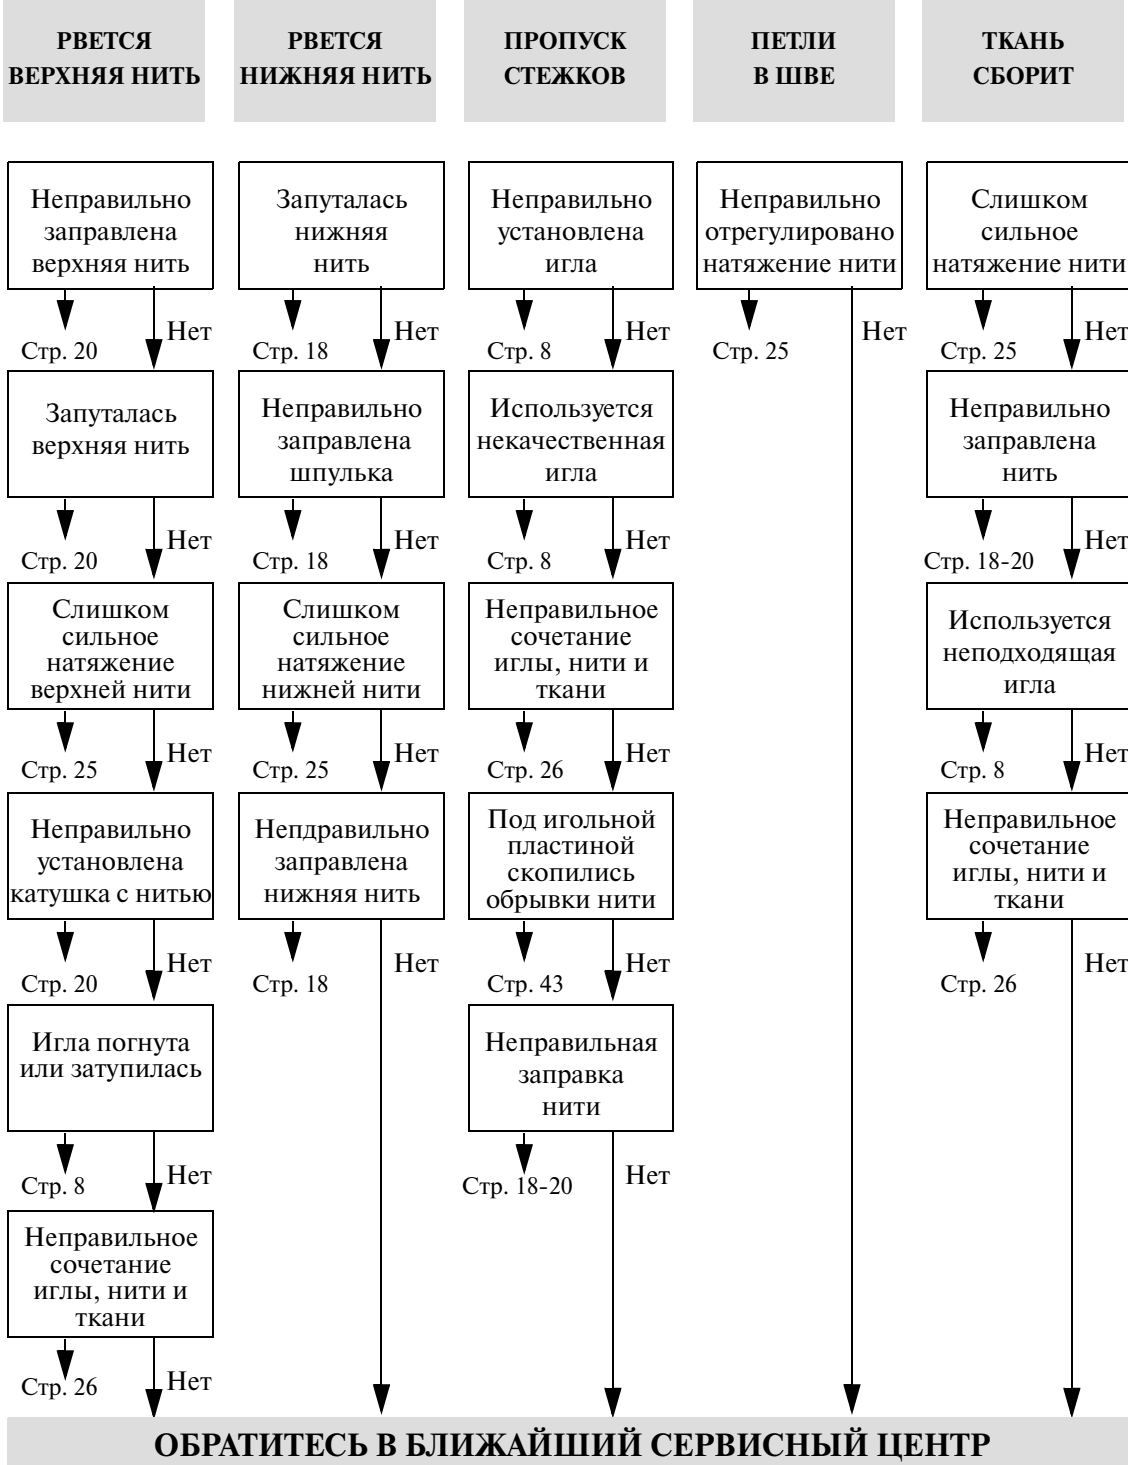 РВЕТСЯ
ВЕРХНЯЯ НИТЬ
Неправильно
заправлена
верхняя нить
Стр. 20
Нет
Запуталась
верхняя нить
Стр. 20
Нет
Слишком
сильное
натяжение
верхней нити
Стр. 25
Нет
Неправильно
установлена
катушка с нитью
Стр. 20
Нет
Игла погнута
или затупилась
Стр. 8
Нет
Неправильное
сочетание
иглы, нити и
ткани
Стр. 26
Нет
РВЕТСЯ
НИЖНЯЯ НИТЬ
Запуталась
нижняя
нить
Стр. 18
Нет
Неправильно
заправлена
шпулька
Стр. 18
Нет
Слишком
сильное
натяжение
нижней нити
Стр. 25
Нет
Непдравильно
заправлена
нижняя нить
Стр. 18
Нет
ПРОПУСК
СТЕЖКОВ
Неправильно
установлена
игла
Стр. 8
Нет
Используется
некачественная
игла
Стр. 8
Нет
Неправильное
сочетание
иглы, нити и
ткани
Стр. 26
Нет
Под игольной
пластиной
скопились
обрывки нити
Стр. 43
Нет
Неправильная
заправка
нити
Стр. 18-20
Нет
ПЕТЛИ
В ШВЕ
Неправильно
отрегулировано
натяжение нити
Стр. 25
Нет
ТКАНЬ
СБОРИТ
Слишком
сильное
натяжение нити
Стр. 25
Нет
Неправильно
заправлена
нить
Стр. 18-20
Нет
Используется
неподходящая
игла
Стр. 8
Нет
Неправильное
сочетание
иглы, нити и
ткани
Стр. 26
Нет
ОБРАТИТЕСЬ В БЛИЖАЙШИЙ СЕРВИСНЫЙ ЦЕНТР